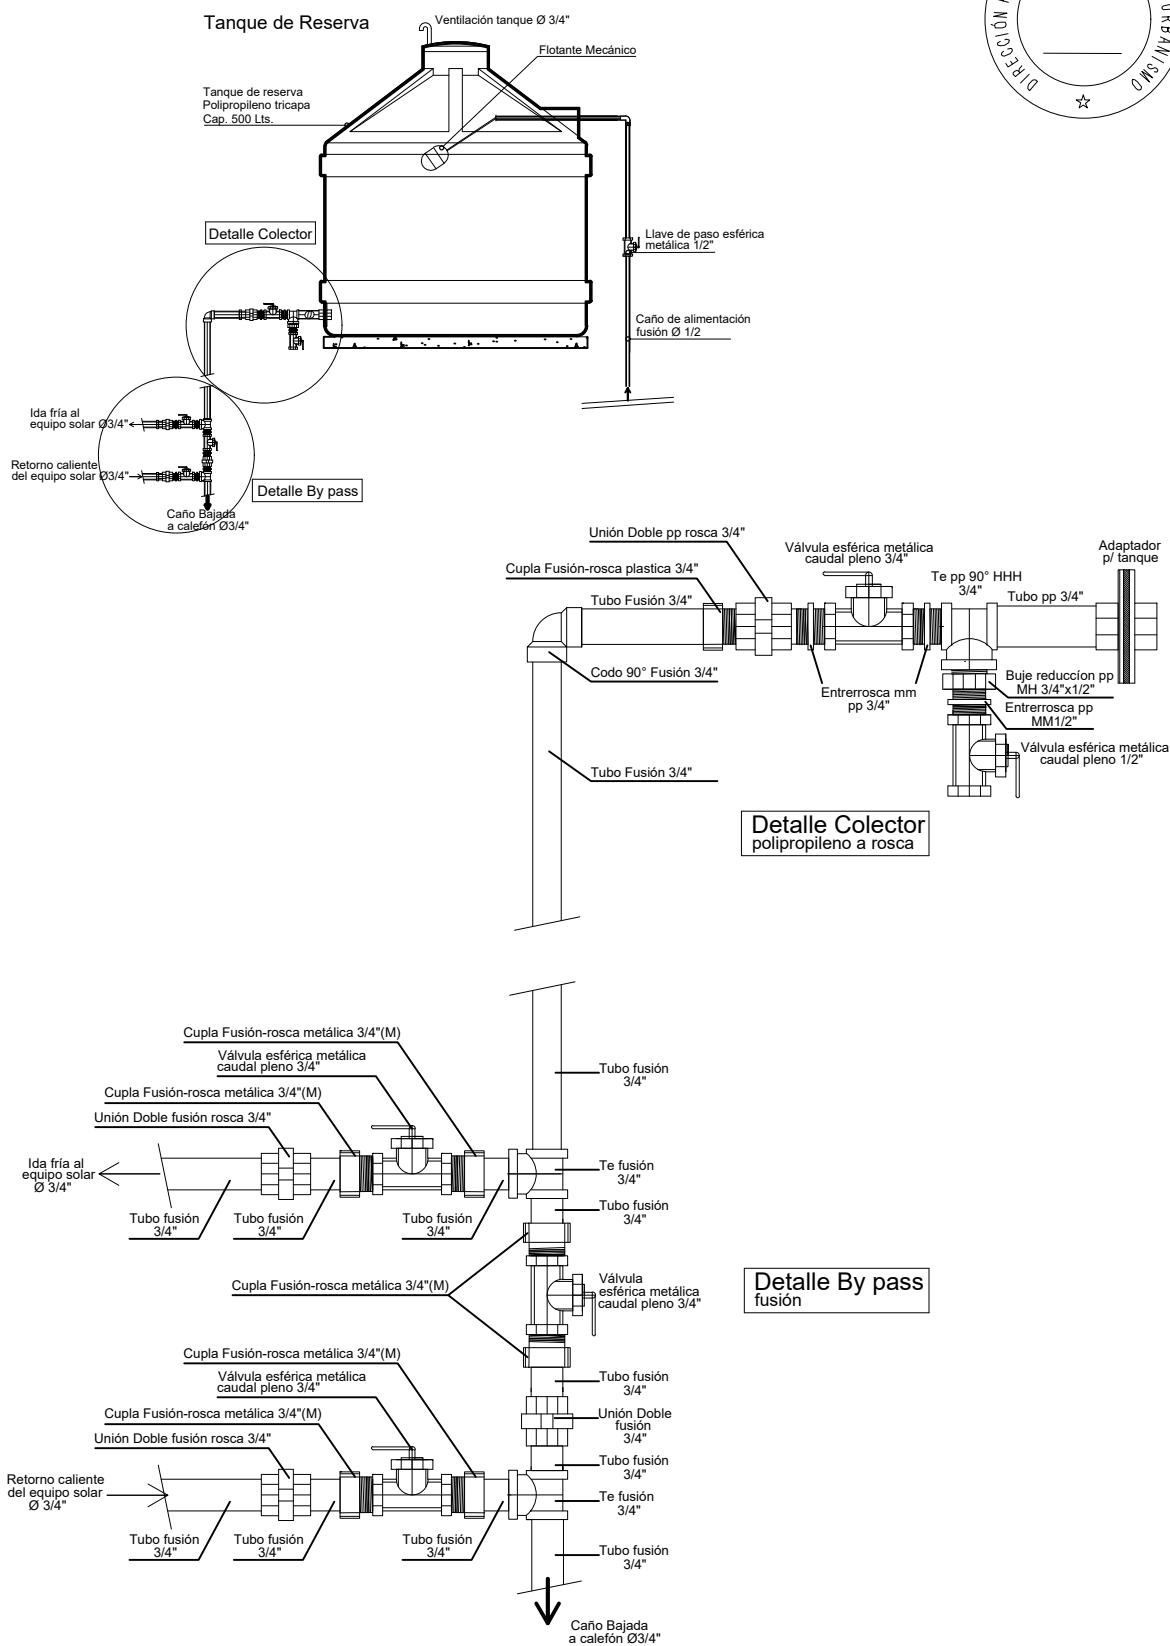 Tanque de Reserva
Ventilación tanque Ø 3/4"
Flotante Mecánico
Tanque de reserva
Polipropileno tricapa
Cap. 500 Lts.
DIRECCIÓN
URBANISMO
Detalle Colector
Llave de paso esférica
metálica 1/2"
Caño de alimentación
fusión Ø 1/2
Ida fría al
equipo solar Ø3/4"
Retorno caliente
del equipo solar Ø3/4"
Detalle By pass
Caño Bajada
a calefón Ø3/4"
Unión Doble pp rosca 3/4"
Válvula esférica metálica
caudal pleno 3/4"
Adaptador
p/ tanque
Cupla Fusión-rosca plastica 3/4"
Te pp 90° HHH
3/4"
Tubo Fusión 3/4"
Tubo pp 3/4"
Codo 90° Fusión 3/4"
Entrerrosca mm
pp 3/4"
Buje reduccíon pp
MH 3/4"x1/2"
Entrerrosca pp
MM1/2"
Válvula esférica metálica
caudal pleno 1/2"
Tubo Fusión 3/4"
Detalle Colector
polipropileno a rosca
Cupla Fusión-rosca metálica 3/4"(M)
Válvula esférica metálica
caudal pleno 3/4"
Cupla Fusión-rosca metálica 3/4"(M)
Unión Doble fusión rosca 3/4"
Tubo fusión
3/4"
Ida fría al
equipo solar
Ø 3/4"
Te fusión
3/4"
Tubo fusión
3/4"
Tubo fusión
3/4"
Tubo fusión
3/4"
Tubo fusión
3/4"
Cupla Fusión-rosca metálica 3/4"(M)
Válvula
esférica metálica
caudal pleno 3/4"
Detalle By pass
fusión
Cupla Fusión-rosca metálica 3/4"(M)
Válvula esférica metálica
caudal pleno 3/4"
Cupla Fusión-rosca metálica 3/4"(M)
Unión Doble fusión rosca 3/4"
Tubo fusión
3/4"
Unión Doble
fusión
3/4"
Tubo fusión
3/4"
Retorno caliente
del equipo solar
Ø 3/4"
Te fusión
3/4"
Tubo fusión
3/4"
Tubo fusión
3/4"
Tubo fusión
3/4"
Tubo fusión
3/4"
Caño Bajada
a calefón Ø3/4"